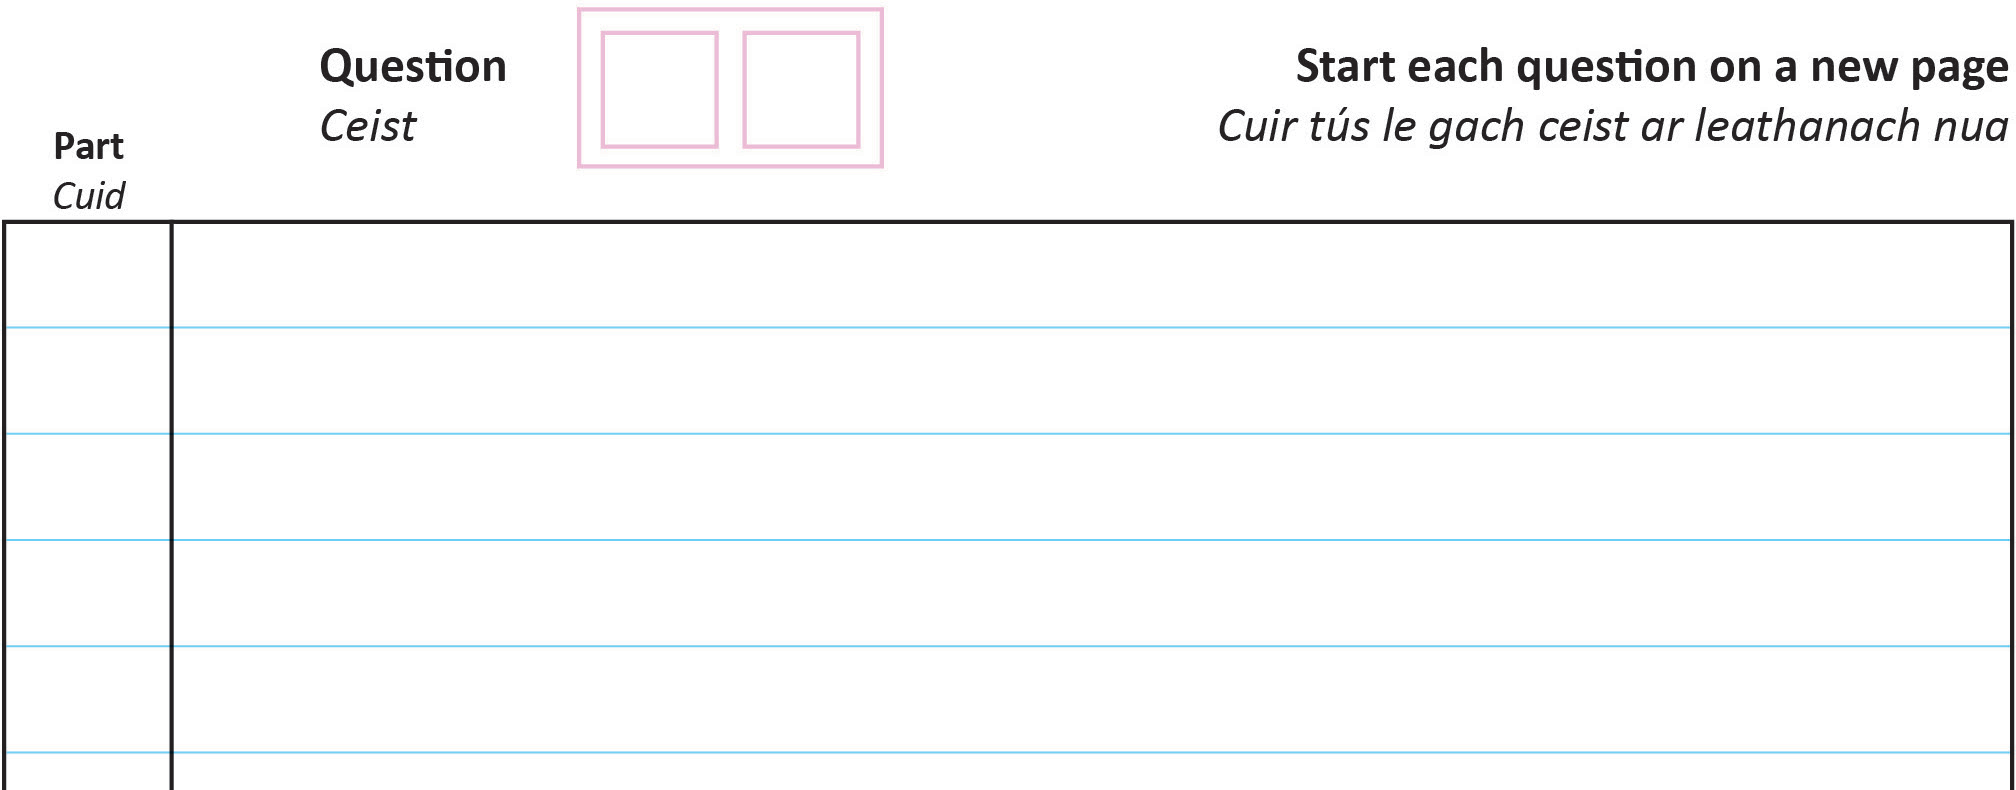 Question
Ceist
Start each question on a new page
Cuir tús le gach ceist ar leathanach nua
Part
Cuid